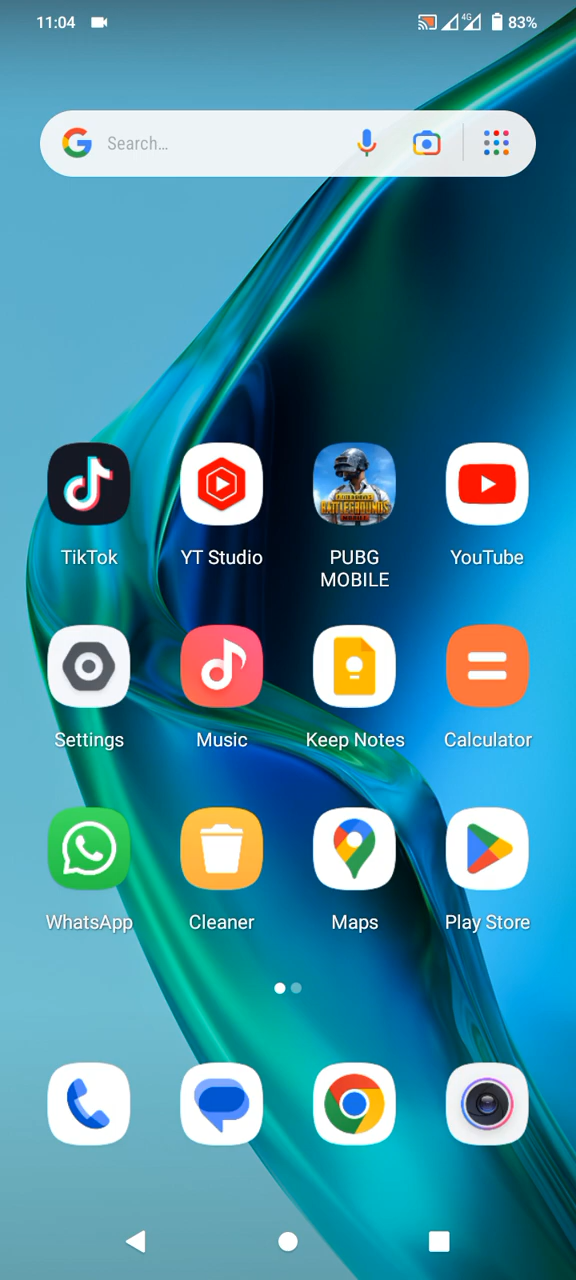 11:04 4G 83%
Search...
TikTok YT Studio PUBG MOBILE YouTube
Settings Music Keep Notes Calculator
WhatsApp Cleaner Maps Play Store